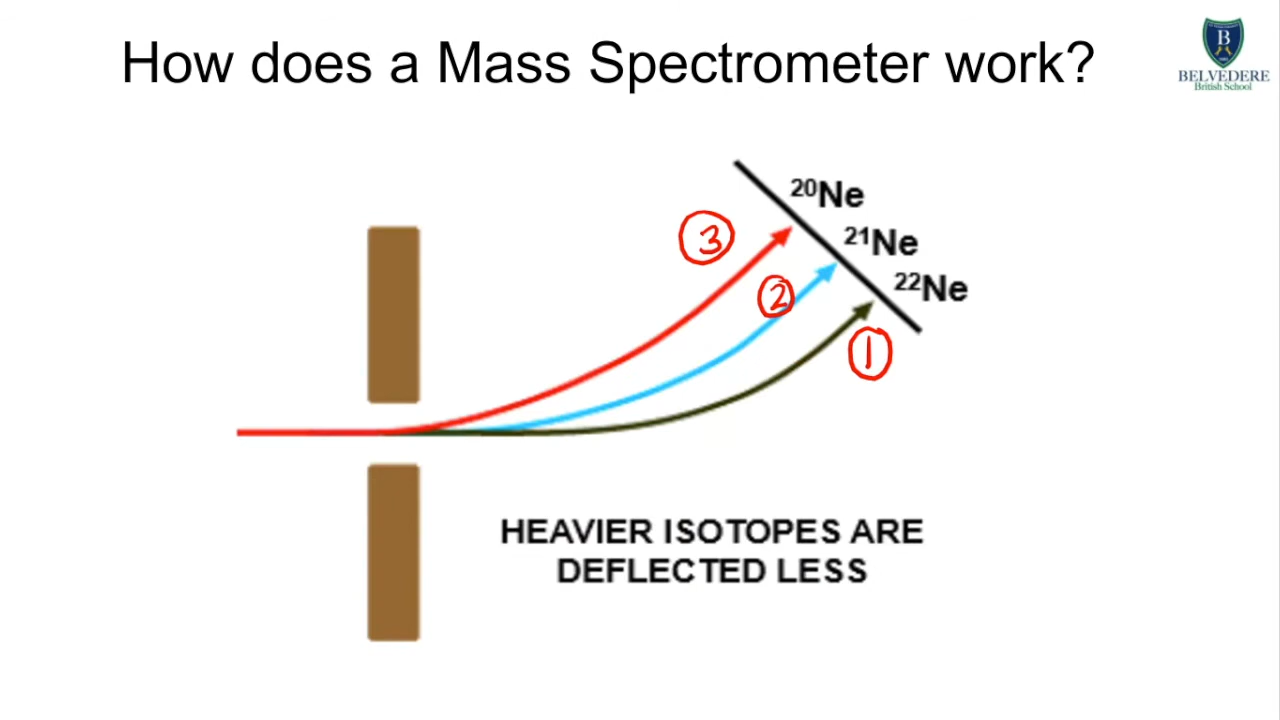 How does a Mass Spectrometer work?
B
BELVEDERE
British School
²⁰Ne
3
²¹Ne
2
²²Ne
1
HEAVIER ISOTOPES ARE
DEFLECTED LESS